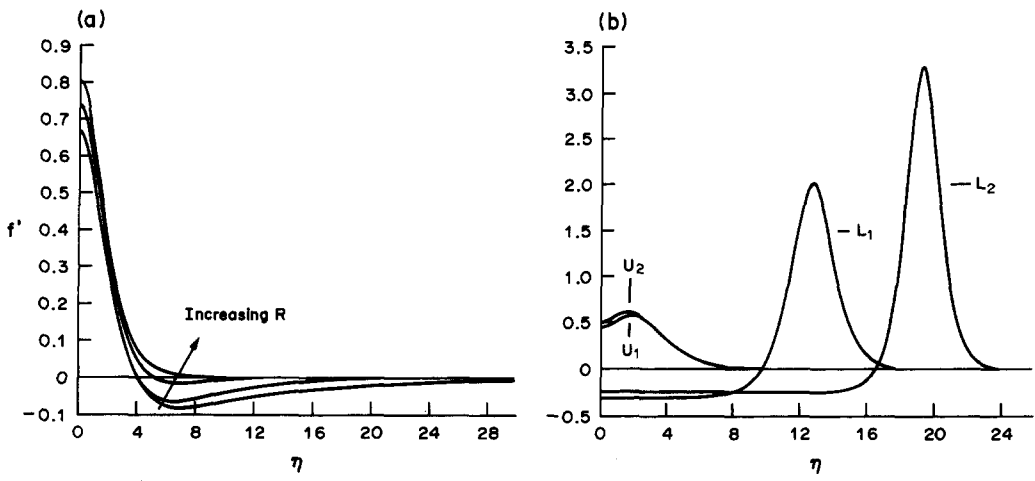 (a)
0.9
0.8
0.7
0.6
0.5
0.4
0.3
0.2
0.1
0
-0.1
f'
Increasing R
0 4 8 12 16 20 24 28
η
(b)
3.5
3.0
2.5
2.0
1.5
1.0
0.5
0
-0.5
U₂
U₁
L₁
L₂
0 4 8 12 16 20 24
η